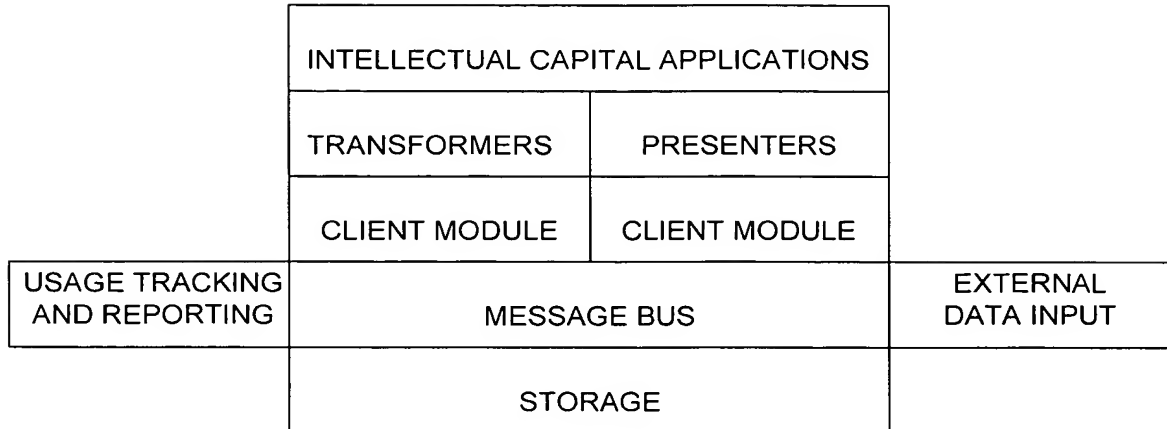 INTELLECTUAL CAPITAL APPLICATIONS
TRANSFORMERS
PRESENTERS
CLIENT MODULE
CLIENT MODULE
USAGE TRACKING
AND REPORTING
MESSAGE BUS
EXTERNAL
DATA INPUT
STORAGE